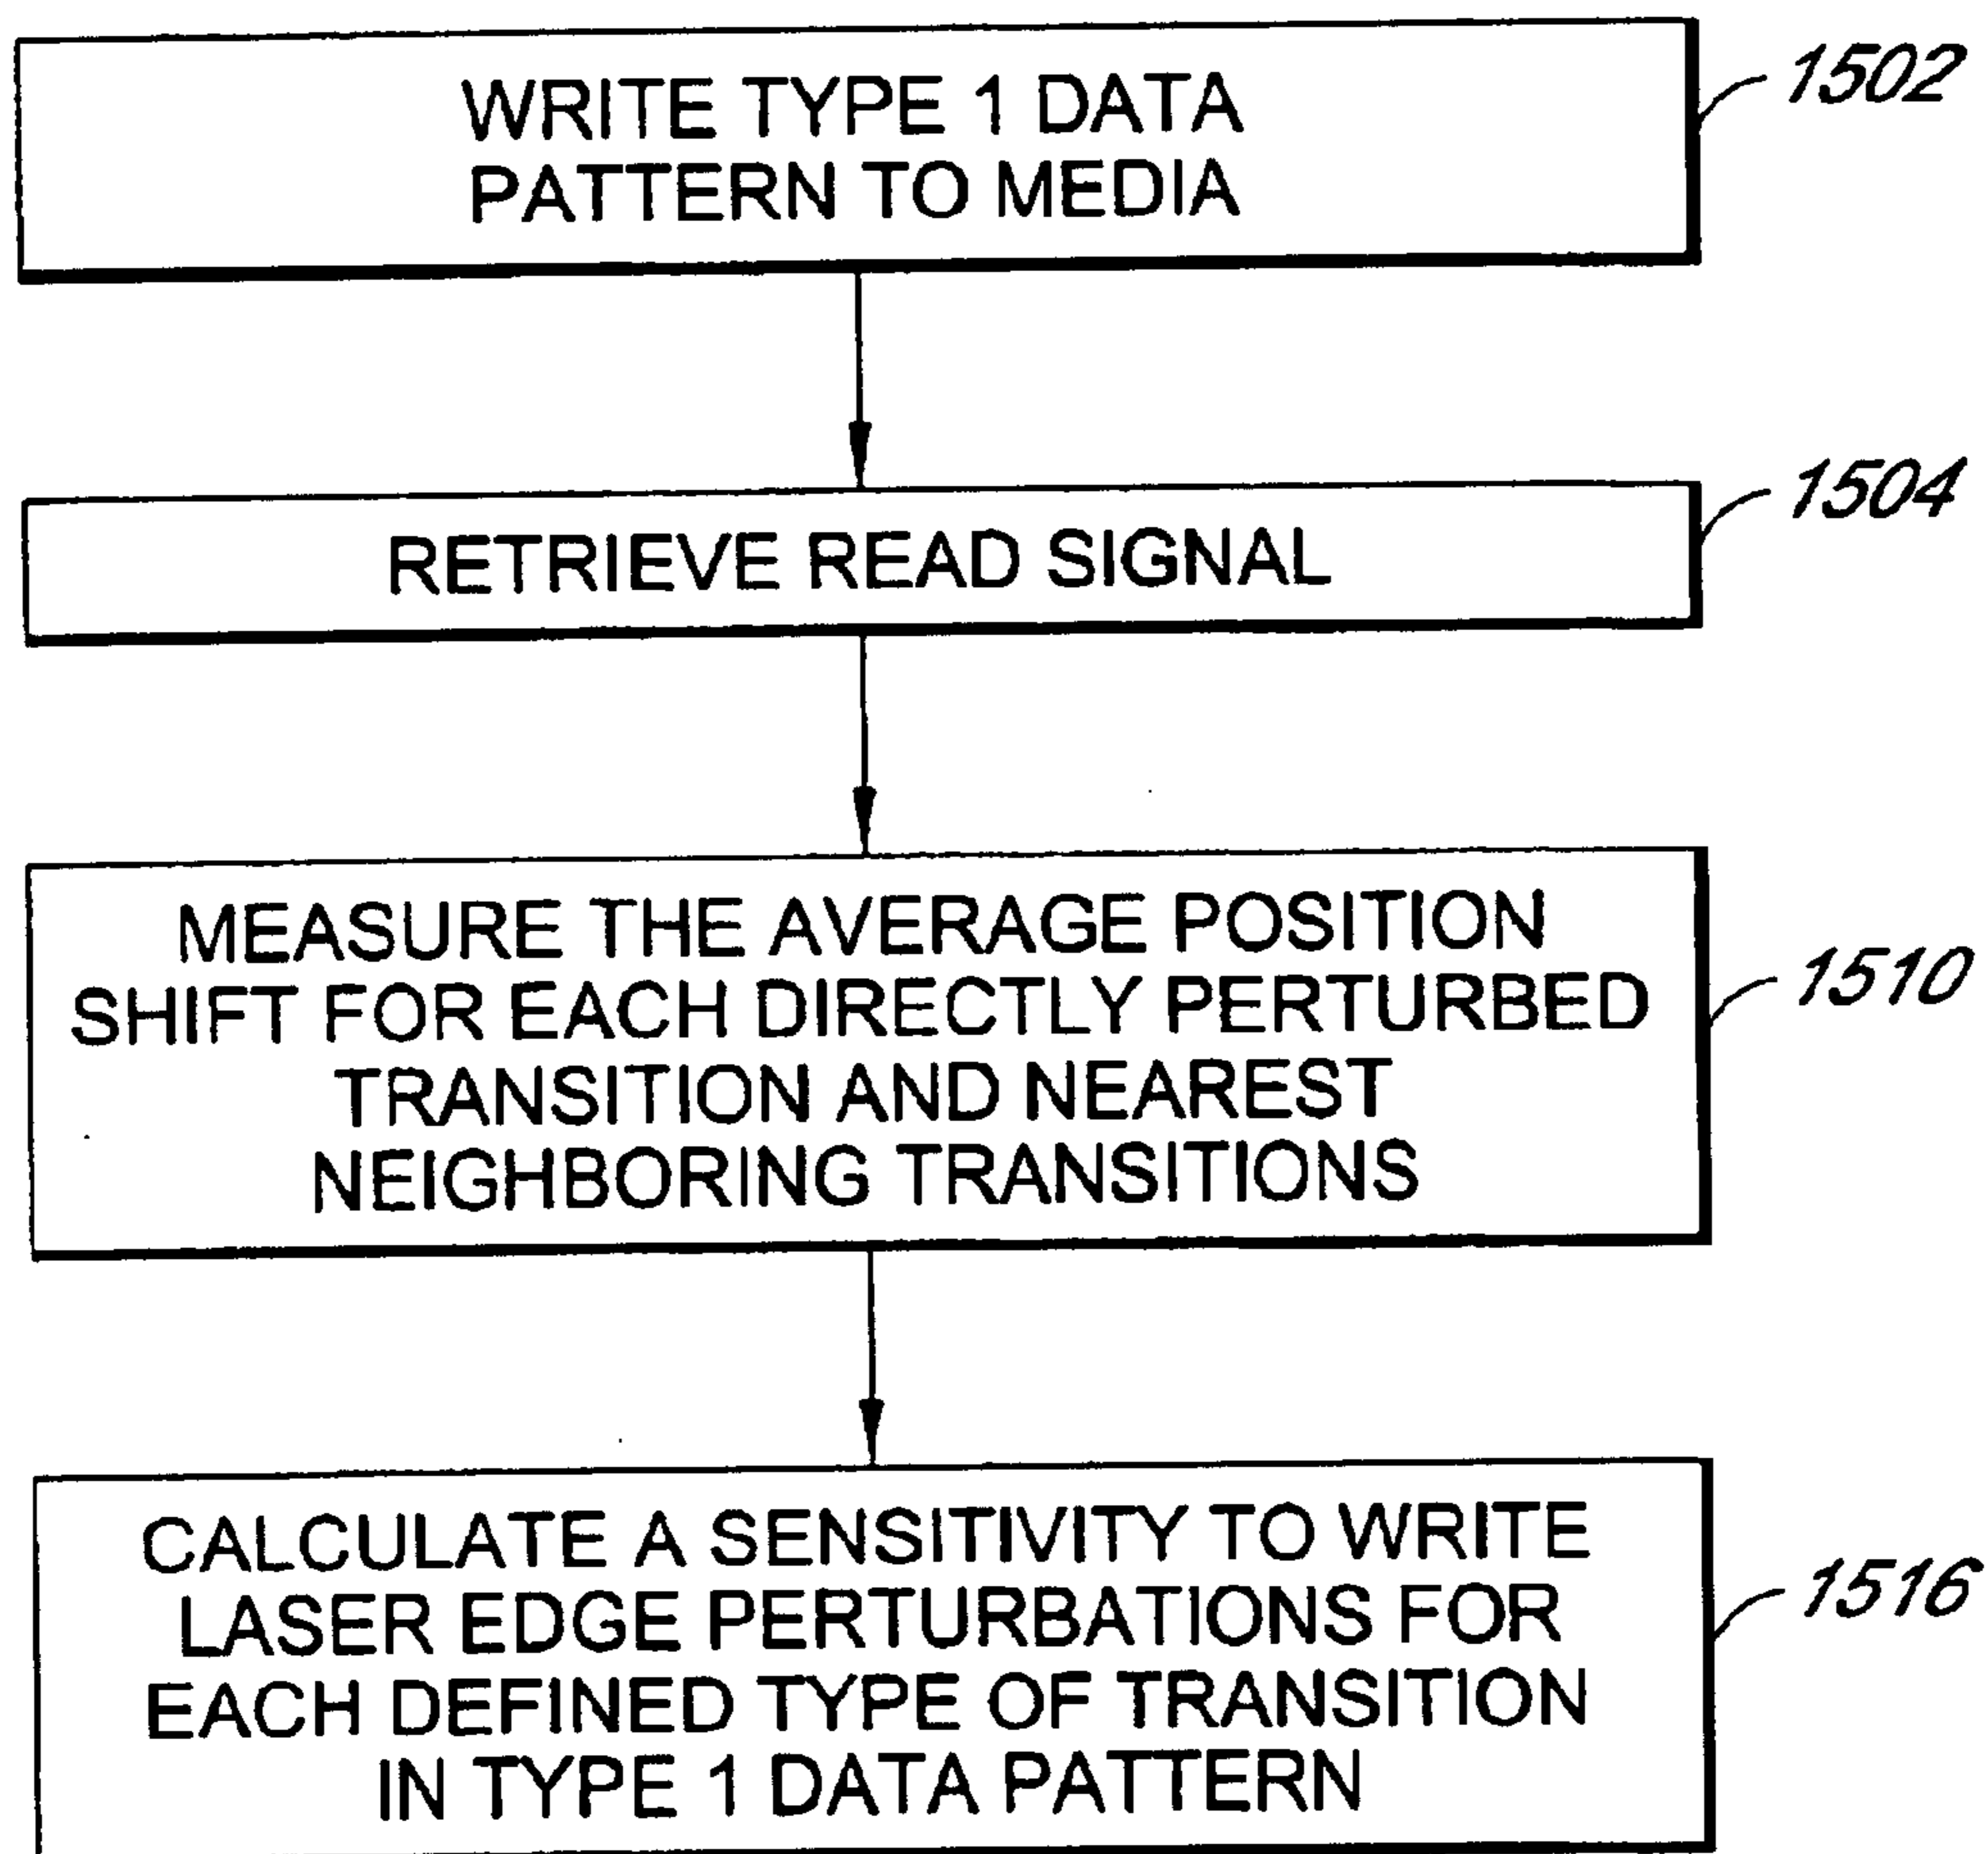 WRITE TYPE 1 DATA
PATTERN TO MEDIA
1502
RETRIEVE READ SIGNAL
1504
MEASURE THE AVERAGE POSITION
SHIFT FOR EACH DIRECTLY PERTURBED
TRANSITION AND NEAREST
NEIGHBORING TRANSITIONS
1510
CALCULATE A SENSITIVITY TO WRITE
LASER EDGE PERTURBATIONS FOR
EACH DEFINED TYPE OF TRANSITION
IN TYPE 1 DATA PATTERN
1516